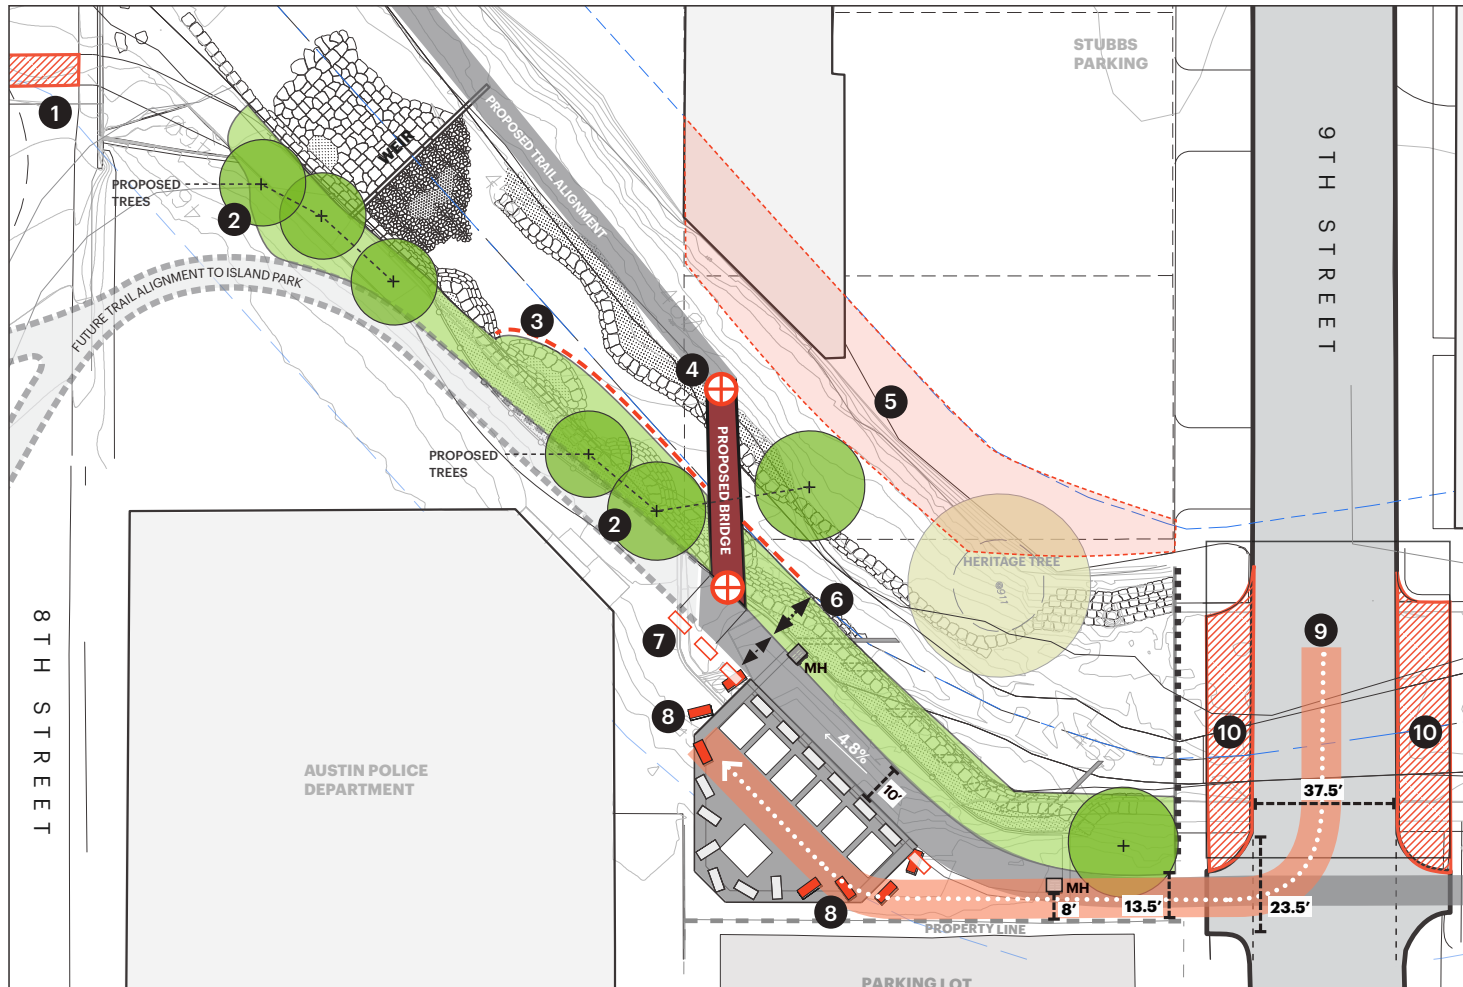 STUBBS
PARKING
1
WEIR
PROPOSED TRAIL ALIGNMENT
9TH STREET
PROPOSED
TREES
2
FUTURE TRAIL ALIGNMENT TO ISLAND PARK
3
4
5
PROPOSED BRIDGE
PROPOSED
TREES
2
HERITAGE TREE
6
7
MH
8TH STREET
9
8
10
10
4.8%
AUSTIN POLICE
DEPARTMENT
10'
37.5'
MH
8'
13.5'
23.5'
8
PROPERTY LINE
PARKING LOT